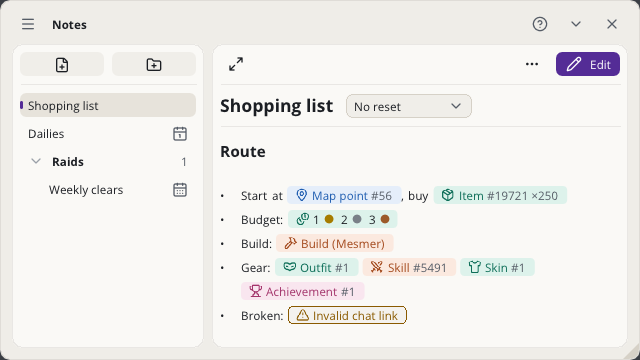 Notes
Edit
Shopping list
Dailies
Raids 1
Weekly clears
Shopping list No reset
Route
• Start at Map point #56 , buy Item #19721 ×250
• Budget: 1 2 3
• Build: Build (Mesmer)
• Gear: Outfit #1 Skill #5491 Skin #1
Achievement #1
• Broken: Invalid chat link